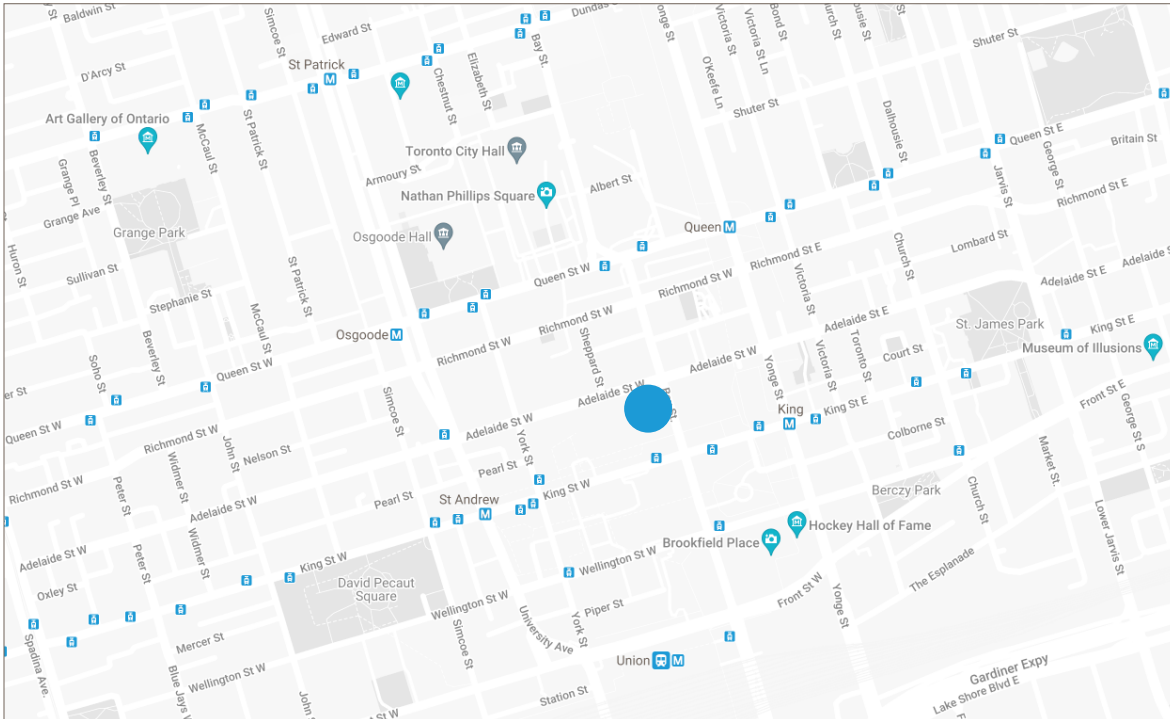 Baldwin St
Simcoe St
Edward St
Dundas
Bay St.
Victoria St
Victoria St Ln
Bond St
Shuter St
D'Arcy St
St Patrick
M
Elizabeth St
Chestnut St
O'Keefe Ln
Shuter St
Dalhousie St
Queen St E
Britain St
George St
Art Gallery of Ontario
McCaul St
St Patrick St
Toronto City Hall
Grange Pl
Beverley St
Armoury St
Nathan Phillips Square
Albert St
Jarvis St
Richmond St E
Grange Ave
Grange Park
Osgoode Hall
Queen M
Richmond St E
Church St
Lombard St
Huron St
Sullivan St
St Patrick St
Queen St W
Richmond St W
Victoria St
Adelaide St E
Adelaide St
Stephanie St
McCaul St
Osgoode M
Richmond St W
Adelaide St E
St. James Park
King St E
Beverley St
Richmond St W
Sheppard St
Adelaide St W
Yonge St
Victoria St
Toronto St
Court St
Museum of Illusions
Soho St
Queen St W
Simcoe St
Adelaide St W
King
M
King St E
Front St E
George St S
Queen St W
Richmond St W
John St
Nelson St
Adelaide St W
York St
Colborne St
Market St.
Richmond St W
Peter St
Widmer St
Pearl St
Pearl St
St Andrew
M
King St W
Berczy Park
Church St
Lower Jarvis St
Adelaide St W
Adelaide St W
Peter St
Widmer St
King St W
Hockey Hall of Fame
Brookfield Place
Wellington St W
The Esplanade
Oxley St
David Pecaut
Square
Wellington St W
Piper St
Front St W
Yonge St
Spadina Ave.
Mercer St
Simcoe St
University Ave
York St
Union M
Wellington St W
Blue Jays W
John S
Station St
Front St W
Gardiner Expy
Lake Shore Blvd E